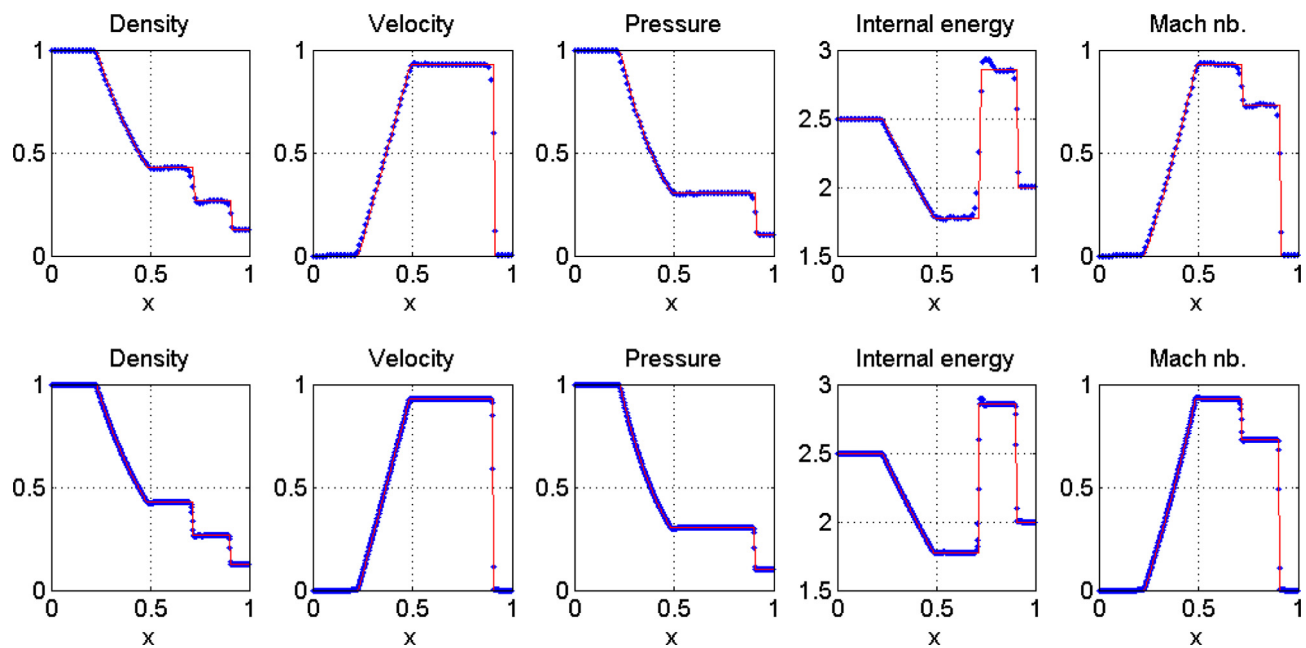 Density Velocity Pressure Internal energy Mach nb.
1 1 1 3 1
2.5
0.5 0.5 0.5 0.5
2
0 0 0 1.5 0
0 0.5 1 0 0.5 1 0 0.5 1 0 0.5 1 0 0.5 1
x x x x x
Density Velocity Pressure Internal energy Mach nb.
1 1 1 3 1
2.5
0.5 0.5 0.5 0.5
2
0 0 0 1.5 0
0 0.5 1 0 0.5 1 0 0.5 1 0 0.5 1 0 0.5 1
x x x x x